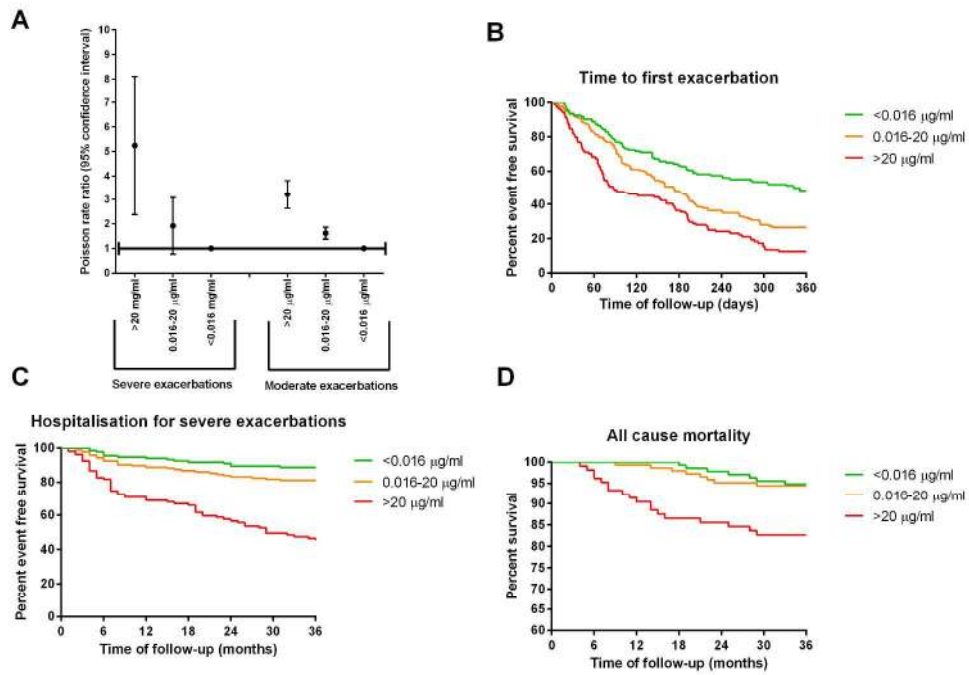 A
Poisson rate ratio (95% confidence interval)
10
9
8
7
6
5
4
3
2
1
0
>20 mg/ml
0.016-20 µg/ml
<0.016 mg/ml
>20 µg/ml
0.016-20 µg/ml
<0.016 µg/ml
Severe exacerbations
Moderate exacerbations
B
Time to first exacerbation
Percent event free survival
100
80
60
40
20
0
0 60 120 180 240 300 360
Time of follow-up (days)
<0.016 µg/ml
0.016-20 µg/ml
>20 µg/ml
C
Hospitalisation for severe exacerbations
Percent event free survival
100
80
60
40
20
0
0 6 12 18 24 30 36
Time of follow-up (months)
<0.016 µg/ml
0.016-20 µg/ml
>20 µg/ml
D
All cause mortality
Percent survival
100
95
90
85
80
75
70
65
60
0 6 12 18 24 30 36
Time of follow-up (months)
<0.016 µg/ml
0.016-20 µg/ml
>20 µg/ml